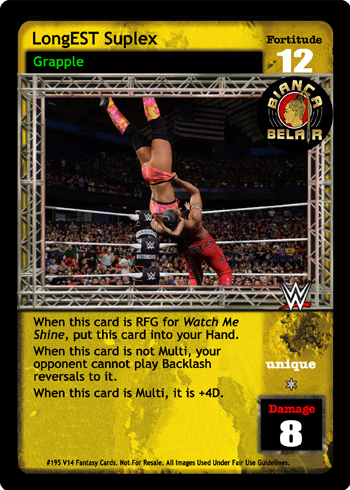 LongEST Suplex
Fortitude
12
Grapple
BIANCA
BELAIR
W
When this card is RFG for Watch Me
Shine, put this card into your Hand.
When this card is not Multi, your
opponent cannot play Backlash
reversals to it.
When this card is Multi, it is +4D.
unique
Damage
8
#195 V14 Fantasy Cards. Not For Resale. All Images Used Under Fair Use Guidelines.